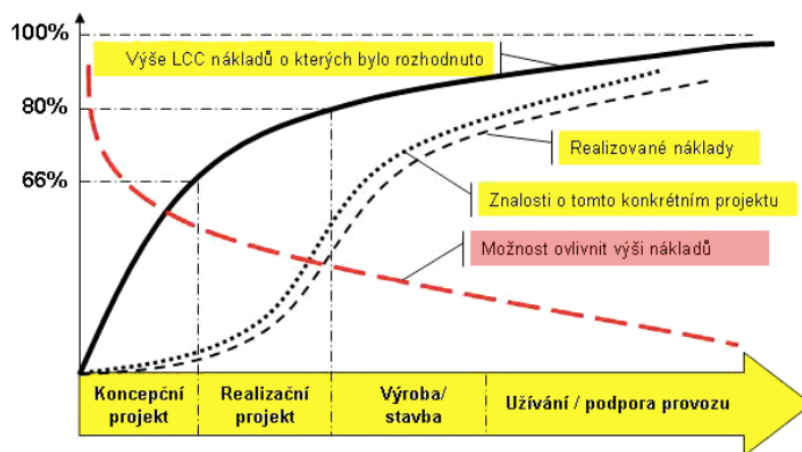 100%
Výše LCC nákladů o kterých bylo rozhodnuto
80%
Realizované náklady
66%
Znalosti o tomto konkrétním projektu
Možnost ovlivnit výši nákladů
Koncepční
projekt
Realizační
projekt
Výroba/
stavba
Užívání / podpora provozu